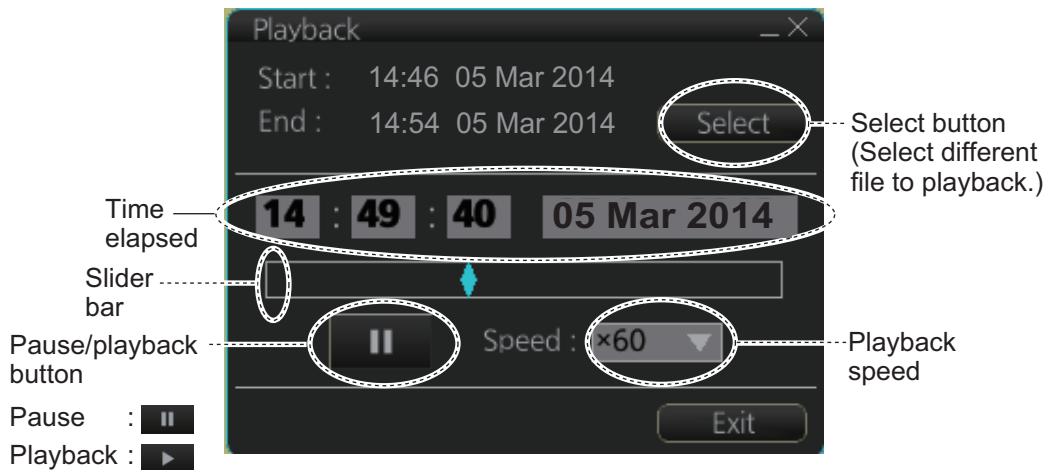 Playback
Start : 14:46 05 Mar 2014
End : 14:54 05 Mar 2014
Select
Select button
(Select different
file to playback.)
Time
elapsed
14 : 49 : 40 05 Mar 2014
Slider
bar
Pause/playback
button
Speed : ×60
Playback
speed
Pause :
Playback :
Exit